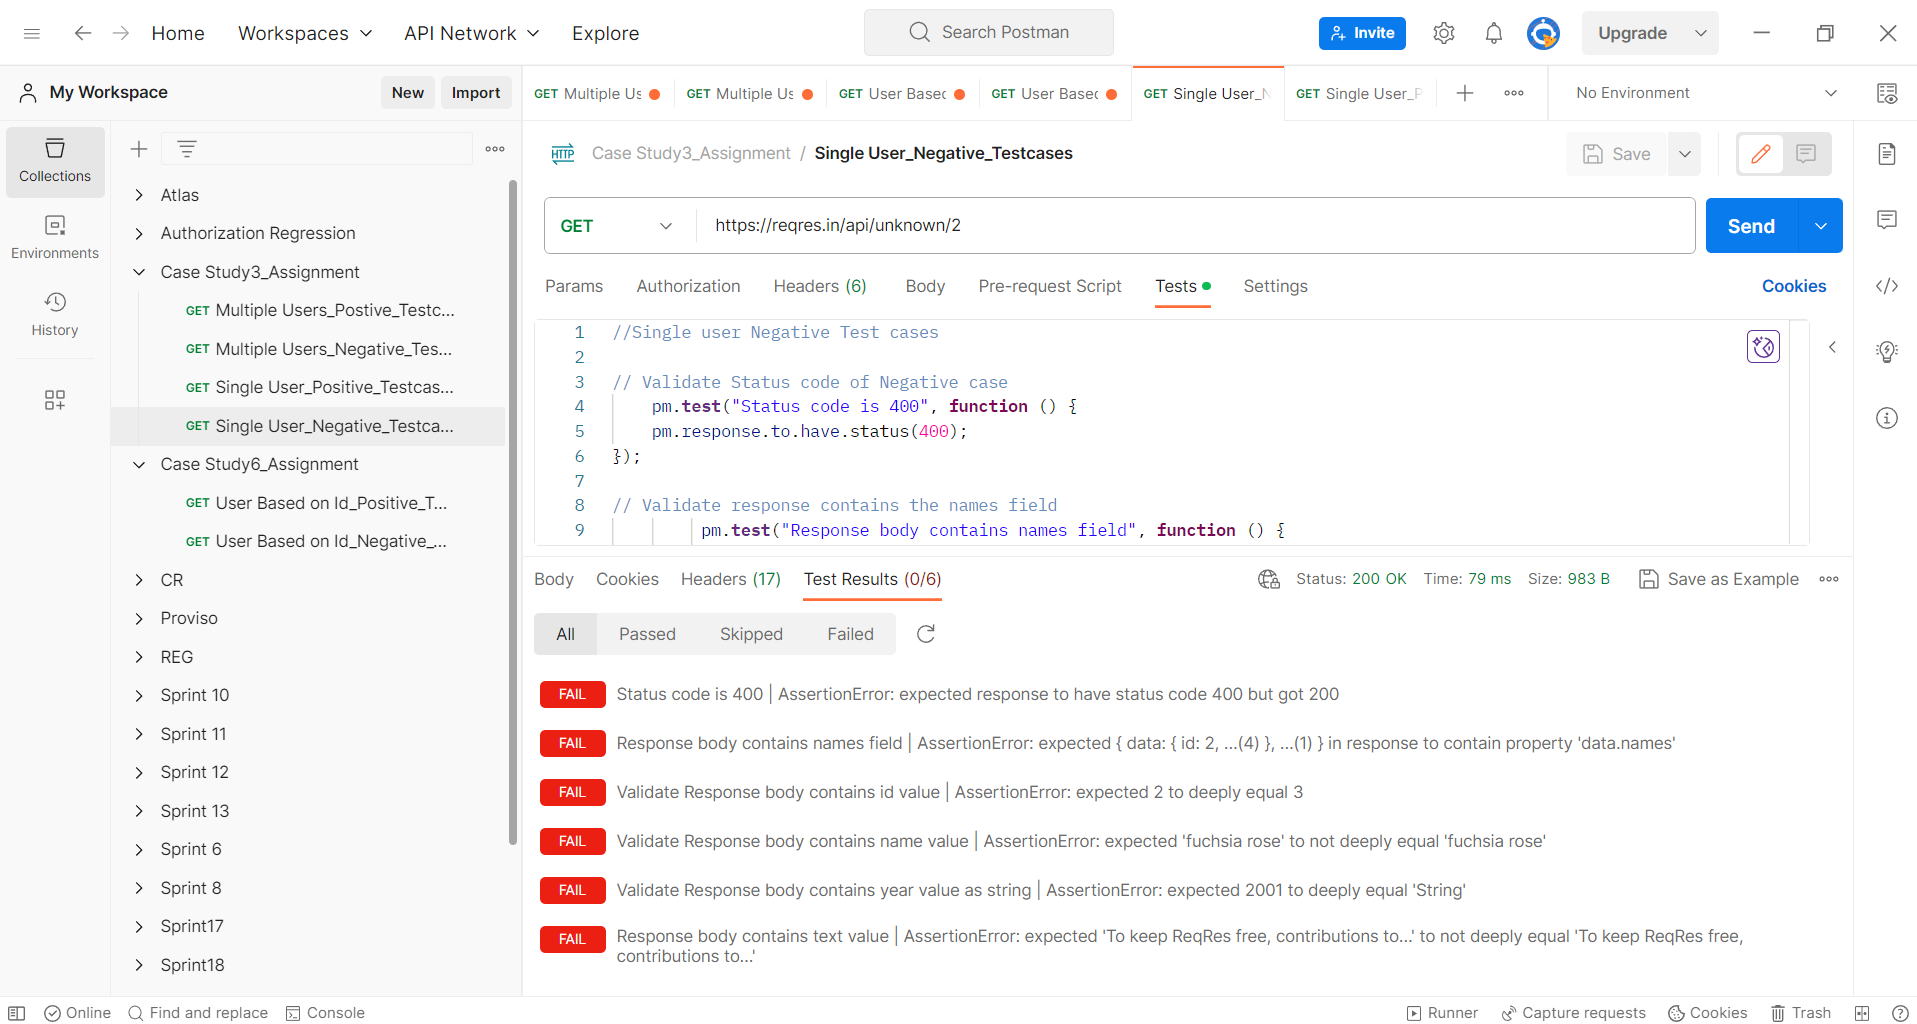 Home
Workspaces
API Network
Explore
Search Postman
Invite
Upgrade
My Workspace
New
Import
GET Multiple Us
GET Multiple Us
GET User Based
GET User Based
GET Single User_N
GET Single User_P
No Environment
Collections
Environments
History
Atlas
Authorization Regression
Case Study3_Assignment
GET Multiple Users_Postive_Testc...
GET Multiple Users_Negative_Tes...
GET Single User_Positive_Testcas...
GET Single User_Negative_Testca...
Case Study6_Assignment
GET User Based on Id_Positive_T...
GET User Based on Id_Negative_...
CR
Proviso
REG
Sprint 10
Sprint 11
Sprint 12
Sprint 13
Sprint 6
Sprint 8
Sprint17
Sprint18
HTTP Case Study3_Assignment / Single User_Negative_Testcases
Save
GET https://reqres.in/api/unknown/2
Send
Params Authorization Headers (6) Body Pre-request Script Tests Settings Cookies
1 //Single user Negative Test cases
2
3 // Validate Status code of Negative case
4 pm.test("Status code is 400", function () {
5 pm.response.to.have.status(400);
6 });
7
8 // Validate response contains the names field
9 pm.test("Response body contains names field", function () {
Body Cookies Headers (17) Test Results (0/6) Status: 200 OK Time: 79 ms Size: 983 B Save as Example
All Passed Skipped Failed
FAIL Status code is 400 | AssertionError: expected response to have status code 400 but got 200
FAIL Response body contains names field | AssertionError: expected { data: { id: 2, …(4) }, …(1) } in response to contain property 'data.names'
FAIL Validate Response body contains id value | AssertionError: expected 2 to deeply equal 3
FAIL Validate Response body contains name value | AssertionError: expected 'fuchsia rose' to not deeply equal 'fuchsia rose'
FAIL Validate Response body contains year value as string | AssertionError: expected 2001 to deeply equal 'String'
FAIL Response body contains text value | AssertionError: expected 'To keep ReqRes free, contributions to…' to not deeply equal 'To keep ReqRes free,
contributions to…'
Online Find and replace Console Runner Capture requests Cookies Trash